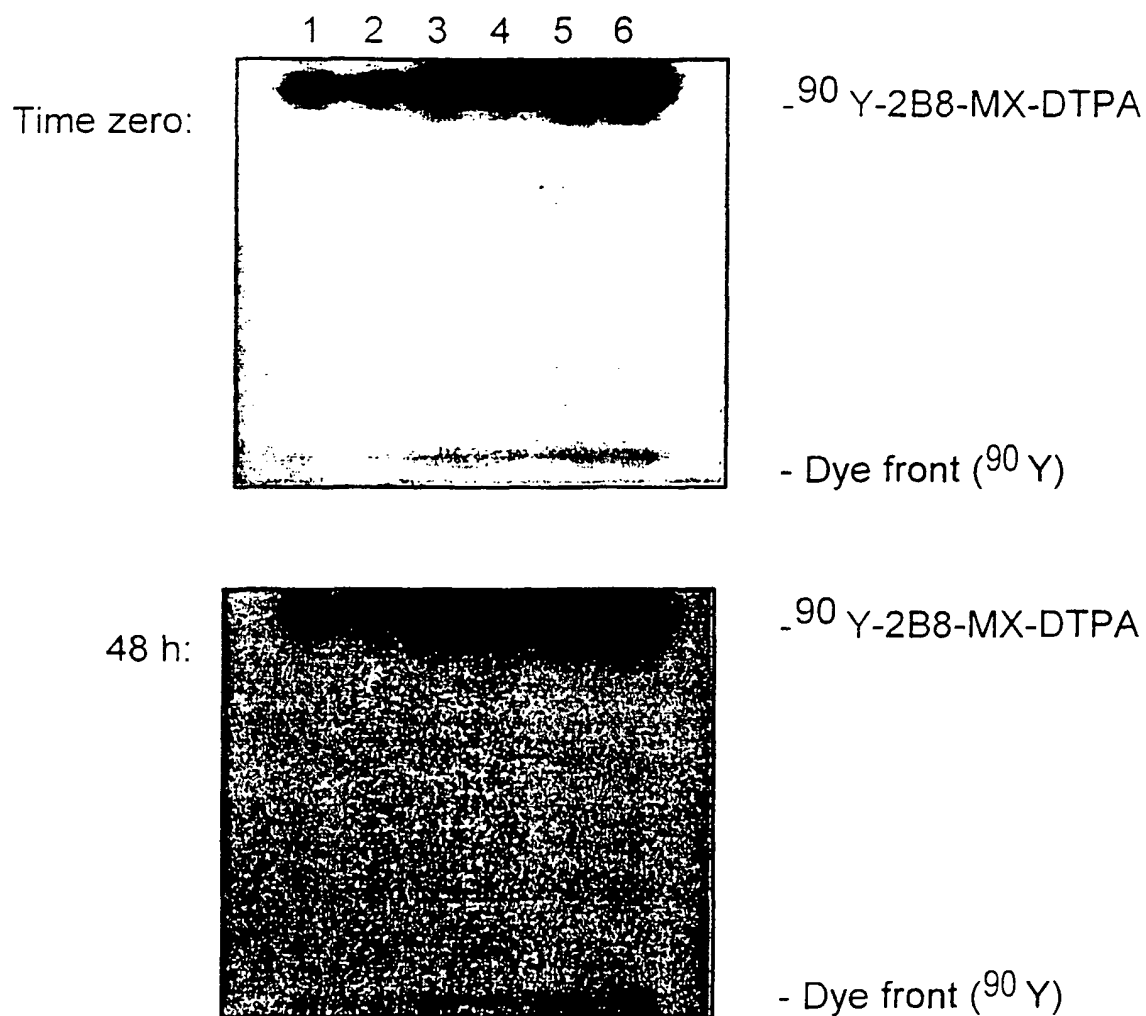 1 2 3 4 5 6
Time zero:
-90 Y-2B8-MX-DTPA
- Dye front (90 Y)
48 h:
-90 Y-2B8-MX-DTPA
- Dye front (90 Y)